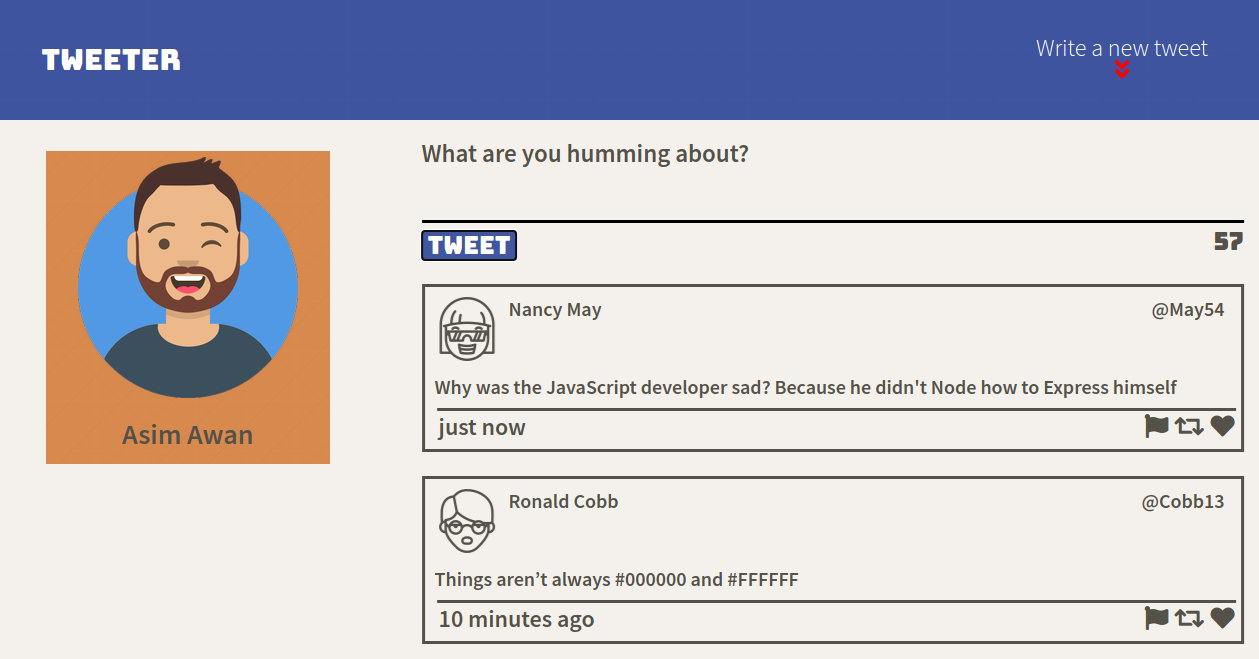 TWEETER
Write a new tweet
Asim Awan
What are you humming about?
TWEET
57
Nancy May
@May54
Why was the JavaScript developer sad? Because he didn't Node how to Express himself
just now
Ronald Cobb
@Cobb13
Things aren’t always #000000 and #FFFFFF
10 minutes ago